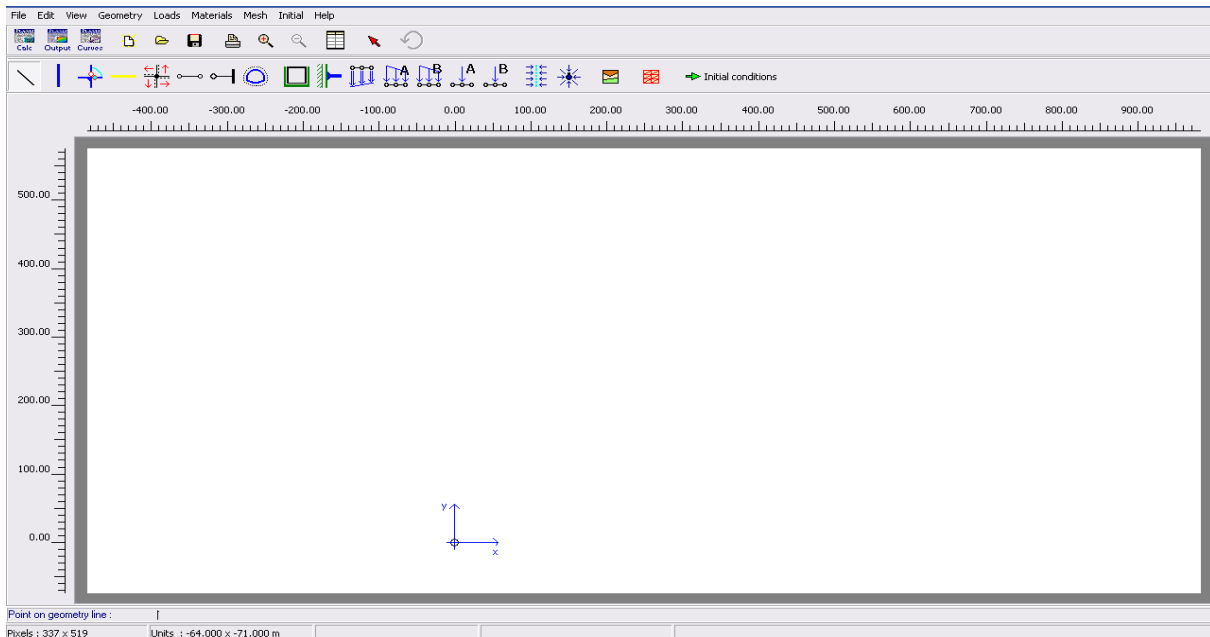 File Edit View Geometry Loads Materials Mesh Initial Help
Calc Output Curves
A B A B Initial conditions
-400.00 -300.00 -200.00 -100.00 0.00 100.00 200.00 300.00 400.00 500.00 600.00 700.00 800.00 900.00
500.00
400.00
300.00
200.00
100.00
y
0.00
x
Point on geometry line :
Pixels : 337 x 519 Units : -64.000 x -71.000 m